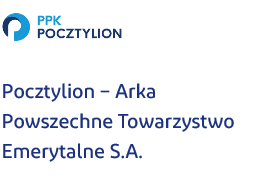 PPK
POCZTYLION
Pocztylion – Arka
Powszechne Towarzystwo
Emerytalne S.A.